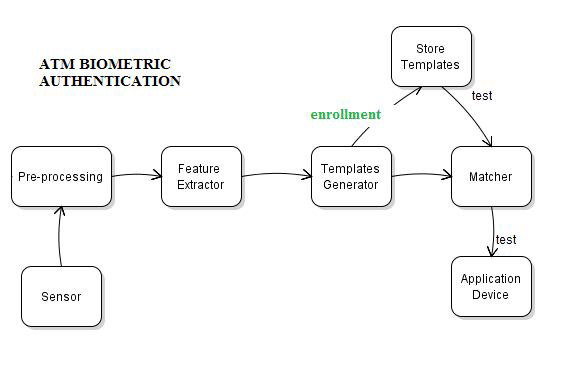 Store
Templates
ATM BIOMETRIC
AUTHENTICATION
test
enrollment
Pre-processing
Feature
Extractor
Templates
Generator
Matcher
test
Sensor
Application
Device